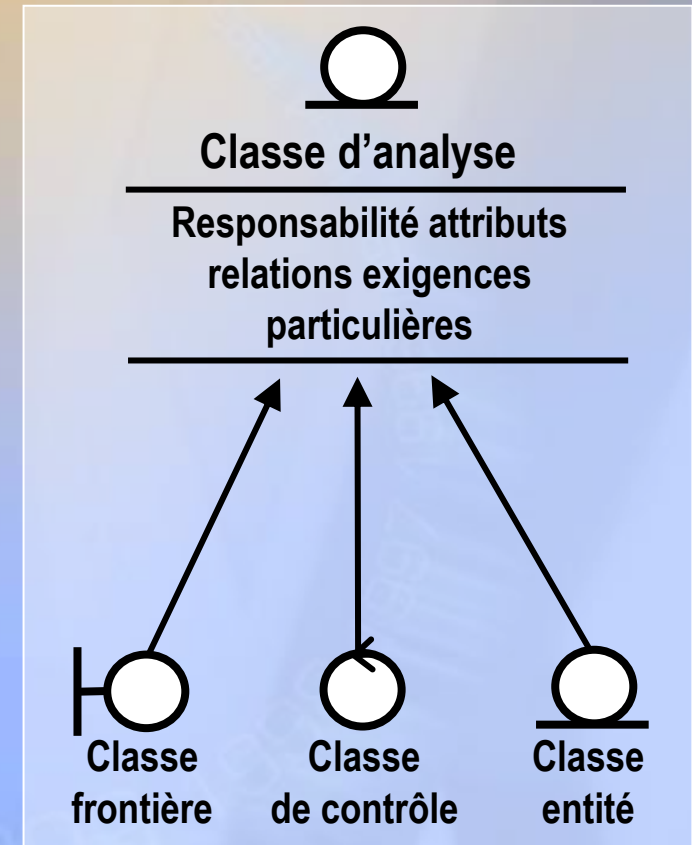 Classe d’analyse
Responsabilité attributs
relations exigences
particulières
Classe
frontière
Classe
de contrôle
Classe
entité